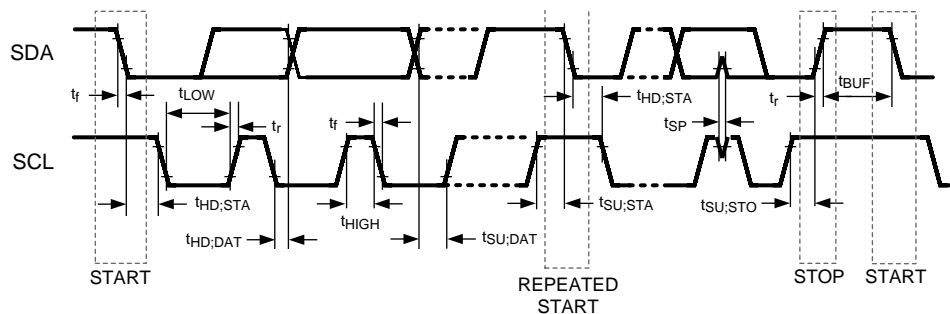 SDA
t_f
t_LOW
t_r
t_f
t_HD;STA
t_SP
t_r
t_BUF
SCL
t_HD;STA
t_HD;DAT
t_HIGH
t_SU;DAT
t_SU;STA
t_SU;STO
START
REPEATED
START
STOP
START